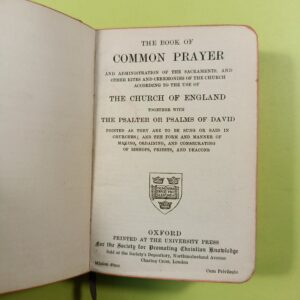 THE BOOK OF
COMMON PRAYER
AND ADMINISTRATION OF THE SACRAMENTS, AND
OTHER RITES AND CEREMONIES OF THE CHURCH
ACCORDING TO THE USE OF
THE CHURCH OF ENGLAND
TOGETHER WITH
THE PSALTER OR PSALMS OF DAVID;
POINTED AS THEY ARE TO BE SUNG OR SAID IN
CHURCHES; AND THE FORM AND MANNER OF
MAKING, ORDAINING, AND CONSECRATING
OF BISHOPS, PRIESTS, AND DEACONS
OXFORD
PRINTED AT THE UNIVERSITY PRESS
For the Society for Promoting Christian Knowledge
Sold at the Society's Depository, Northumberland Avenue
Charing Cross, London
Cum Privilegio